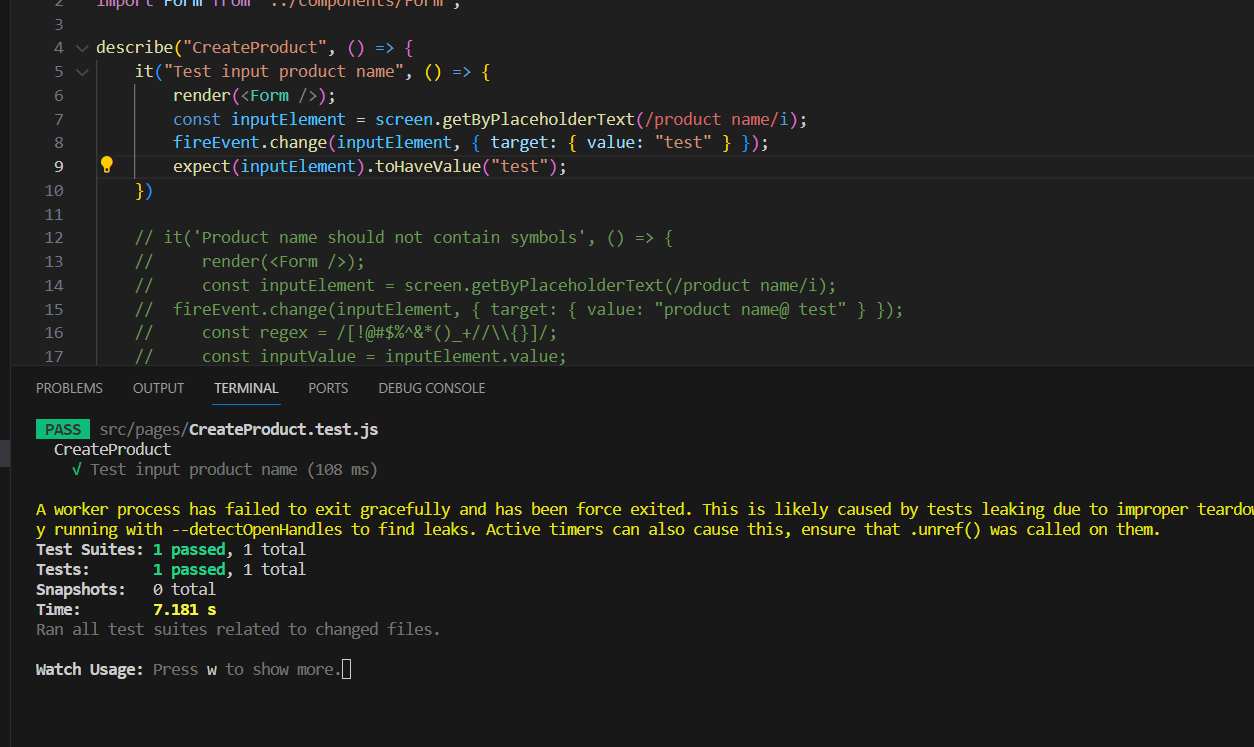 2 import Form from "../components/Form";
3
4 describe("CreateProduct", () => {
5 it("Test input product name", () => {
6 render(<Form />);
7 const inputElement = screen.getByPlaceholderText(/product name/i);
8 fireEvent.change(inputElement, { target: { value: "test" } });
9 expect(inputElement).toHaveValue("test");
10 })
11
12 // it('Product name should not contain symbols', () => {
13 //     render(<Form />);
14 //     const inputElement = screen.getByPlaceholderText(/product name/i);
15 //  fireEvent.change(inputElement, { target: { value: "product name@ test" } });
16 //     const regex = /[!@#$%^&*()_+//\\{}]/;
17 //     const inputValue = inputElement.value;
PROBLEMS OUTPUT TERMINAL PORTS DEBUG CONSOLE
PASS src/pages/CreateProduct.test.js
CreateProduct
√ Test input product name (108 ms)
A worker process has failed to exit gracefully and has been force exited. This is likely caused by tests leaking due to improper teardow
y running with --detectOpenHandles to find leaks. Active timers can also cause this, ensure that .unref() was called on them.
Test Suites: 1 passed, 1 total
Tests: 1 passed, 1 total
Snapshots: 0 total
Time: 7.181 s
Ran all test suites related to changed files.
Watch Usage: Press w to show more.